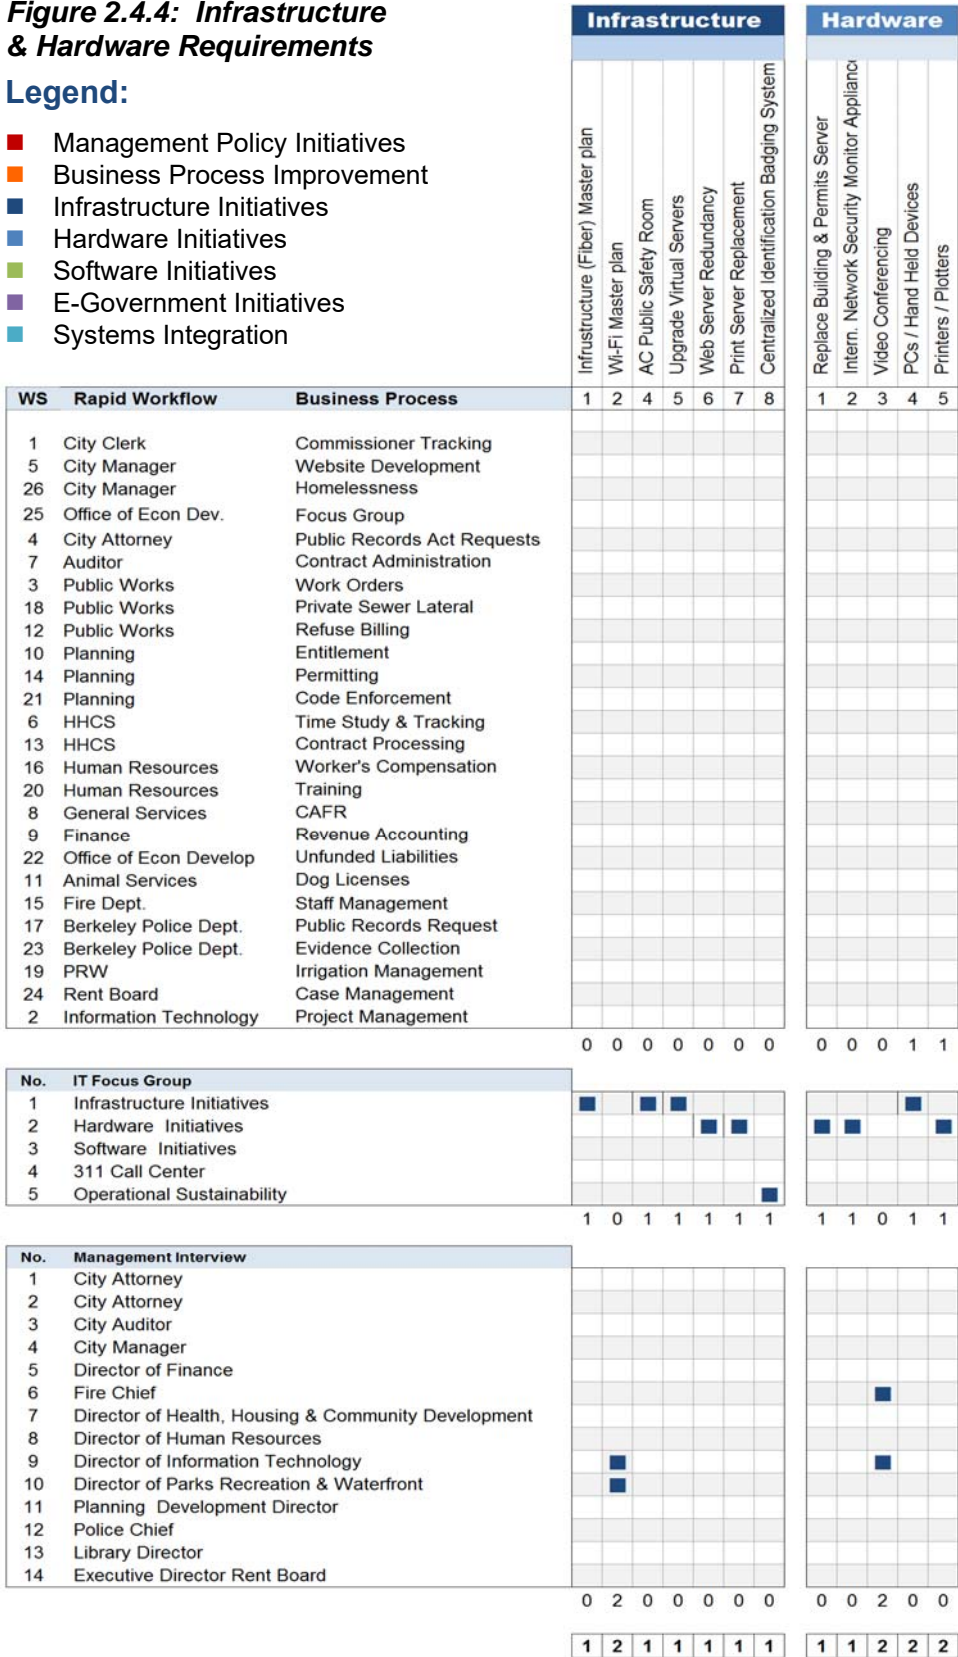 Figure 2.4.4: Infrastructure
& Hardware Requirements
Legend:
Management Policy Initiatives
Business Process Improvement
Infrastructure Initiatives
Hardware Initiatives
Software Initiatives
E-Government Initiatives
Systems Integration
Infrastructure Hardware
Infrustructure (Fiber) Master plan
Wi-Fi Master plan
AC Public Safety Room
Upgrade Virtual Servers
Web Server Redundancy
Print Server Replacement
Centralized Identification Badging System
Replace Building & Permits Server
Intern. Network Security Monitor Appliance
Video Conferencing
PCs / Hand Held Devices
Printers / Plotters
WS Rapid Workflow Business Process 1 2 4 5 6 7 8 1 2 3 4 5
1 City Clerk Commissioner Tracking
5 City Manager Website Development
26 City Manager Homelessness
25 Office of Econ Dev. Focus Group
4 City Attorney Public Records Act Requests
7 Auditor Contract Administration
3 Public Works Work Orders
18 Public Works Private Sewer Lateral
12 Public Works Refuse Billing
10 Planning Entitlement
14 Planning Permitting
21 Planning Code Enforcement
6 HHCS Time Study & Tracking
13 HHCS Contract Processing
16 Human Resources Worker's Compensation
20 Human Resources Training
8 General Services CAFR
9 Finance Revenue Accounting
22 Office of Econ Develop Unfunded Liabilities
11 Animal Services Dog Licenses
15 Fire Dept. Staff Management
17 Berkeley Police Dept. Public Records Request
23 Berkeley Police Dept. Evidence Collection
19 PRW Irrigation Management
24 Rent Board Case Management
2 Information Technology Project Management
0 0 0 0 0 0 0 0 0 0 1 1
No. IT Focus Group
1 Infrastructure Initiatives
2 Hardware Initiatives
3 Software Initiatives
4 311 Call Center
5 Operational Sustainability
1 0 1 1 1 1 1 1 1 0 1 1
No. Management Interview
1 City Attorney
2 City Attorney
3 City Auditor
4 City Manager
5 Director of Finance
6 Fire Chief
7 Director of Health, Housing & Community Development
8 Director of Human Resources
9 Director of Information Technology
10 Director of Parks Recreation & Waterfront
11 Planning Development Director
12 Police Chief
13 Library Director
14 Executive Director Rent Board
0 2 0 0 0 0 0 0 0 2 0 0
1 2 1 1 1 1 1 1 1 2 2 2